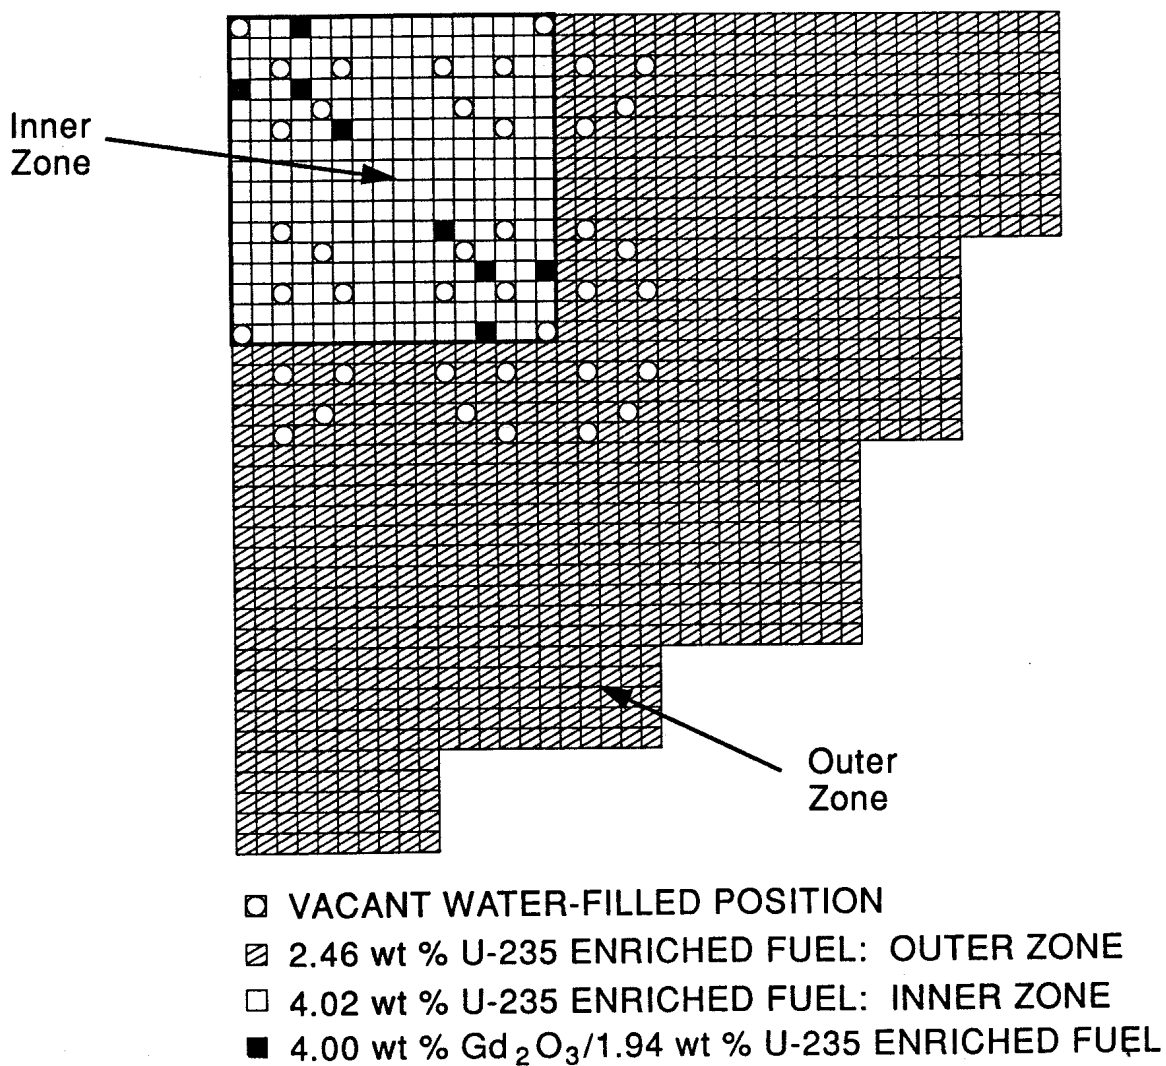 Inner
Zone
Outer
Zone
VACANT WATER-FILLED POSITION
2.46 wt % U-235 ENRICHED FUEL: OUTER ZONE
4.02 wt % U-235 ENRICHED FUEL: INNER ZONE
4.00 wt % Gd₂O₃/1.94 wt % U-235 ENRICHED FUEL